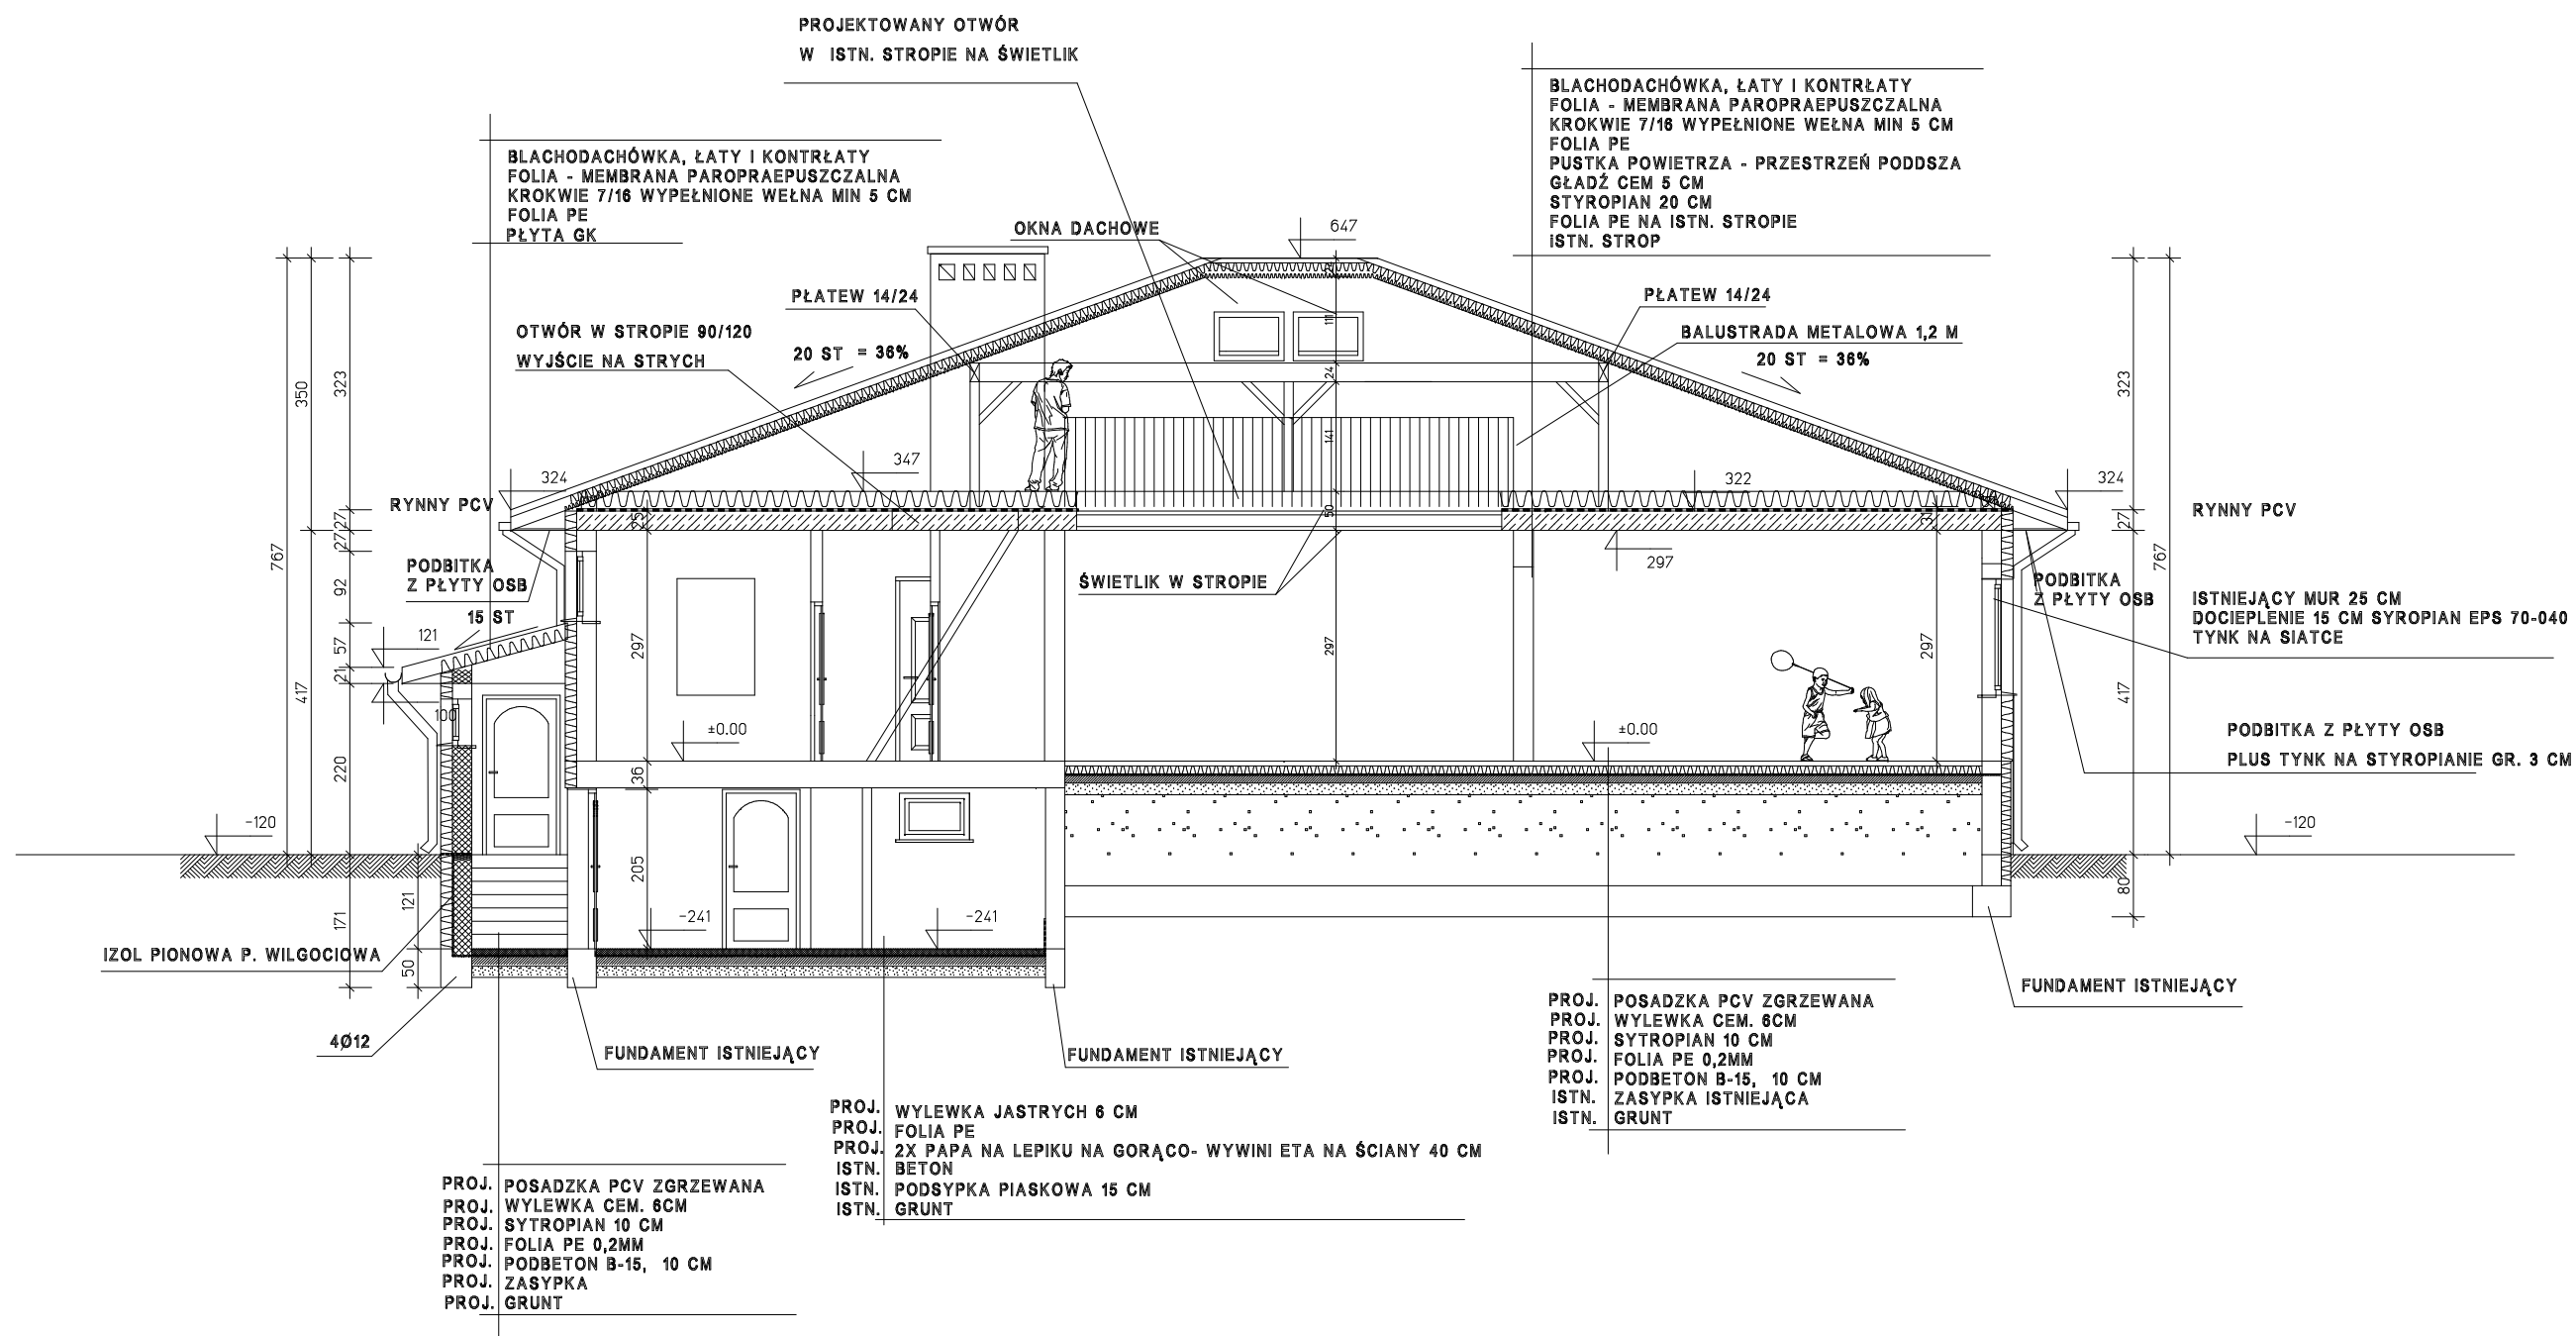 PROJEKTOWANY OTWÓR
W ISTN. STROPIE NA ŚWIETLIK
BLACHODACHÓWKA, ŁATY I KONTRŁATY
FOLIA - MEMBRANA PAROPRAEPUSZCZALNA
KROKWIE 7/16 WYPEŁNIONE WEŁNA MIN 5 CM
FOLIA PE
PUSTKA POWIETRZA - PRZESTRZEŃ PODDSZA
GŁADŹ CEM 5 CM
STYROPIAN 20 CM
FOLIA PE NA ISTN. STROPIE
ISTN. STROP
BLACHODACHÓWKA, ŁATY I KONTRŁATY
FOLIA - MEMBRANA PAROPRAEPUSZCZALNA
KROKWIE 7/16 WYPEŁNIONE WEŁNA MIN 5 CM
FOLIA PE
PŁYTA GK
OKNA DACHOWE
647
PŁATEW 14/24
PŁATEW 14/24
OTWÓR W STROPIE 90/120
WYJŚCIE NA STRYCH
20 ST = 36%
BALUSTRADA METALOWA 1,2 M
20 ST = 36%
111
24
141
50
297
767
350
417
323
27
27
92
57
21
220
171
121
50
324
347
322
324
RYNNY PCV
RYNNY PCV
25
31
297
PODBITKA
Z PŁYTY OSB
15 ST
121
100
ŚWIETLIK W STROPIE
PODBITKA
Z PŁYTY OSB
ISTNIEJĄCY MUR 25 CM
DOCIEPLENIE 15 CM SYROPIAN EPS 70-040
TYNK NA SIATCE
297
36
205
297
±0.00
±0.00
323
27
417
80
767
PODBITKA Z PŁYTY OSB
PLUS TYNK NA STYROPIANIE GR. 3 CM
-120
-120
-241
-241
IZOL PIONOWA P. WILGOCIOWA
4Ø12
FUNDAMENT ISTNIEJĄCY
FUNDAMENT ISTNIEJĄCY
FUNDAMENT ISTNIEJĄCY
PROJ. POSADZKA PCV ZGRZEWANA
PROJ. WYLEWKA CEM. 6CM
PROJ. SYTROPIAN 10 CM
PROJ. FOLIA PE 0,2MM
PROJ. PODBETON B-15, 10 CM
ISTN. ZASYPKA ISTNIEJĄCA
ISTN. GRUNT
PROJ. WYLEWKA JASTRYCH 6 CM
PROJ. FOLIA PE
PROJ. 2X PAPA NA LEPIKU NA GORĄCO- WYWINI ETA NA ŚCIANY 40 CM
ISTN. BETON
ISTN. PODSYPKA PIASKOWA 15 CM
ISTN. GRUNT
PROJ. POSADZKA PCV ZGRZEWANA
PROJ. WYLEWKA CEM. 6CM
PROJ. SYTROPIAN 10 CM
PROJ. FOLIA PE 0,2MM
PROJ. PODBETON B-15, 10 CM
PROJ. ZASYPKA
PROJ. GRUNT